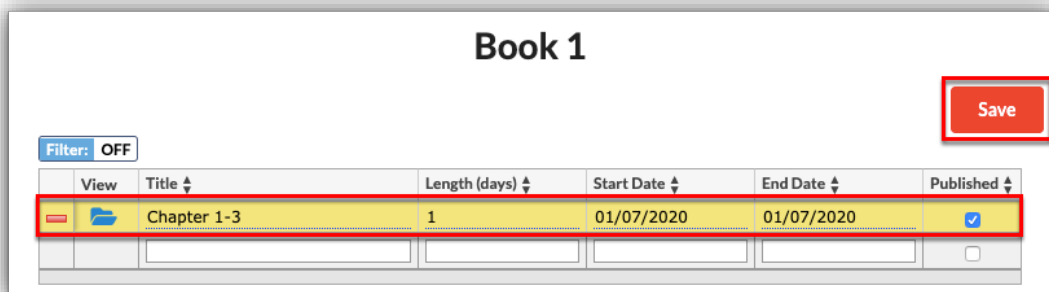 Book 1
Save
Filter: OFF
View Title Length (days) Start Date End Date Published
Chapter 1-3 1 01/07/2020 01/07/2020